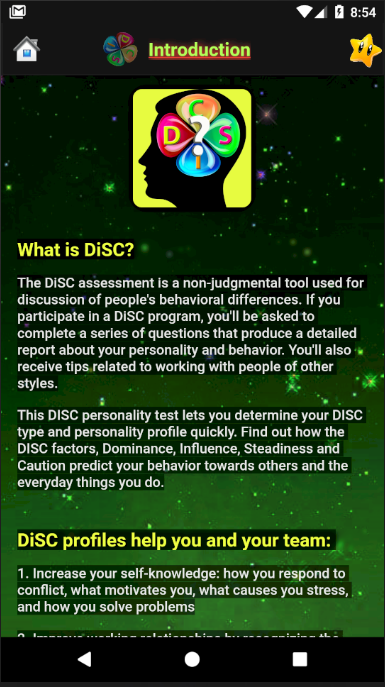 8:54
Introduction
C
D ? S
i
What is DiSC?
The DiSC assessment is a non-judgmental tool used for
discussion of people's behavioral differences. If you
participate in a DiSC program, you'll be asked to
complete a series of questions that produce a detailed
report about your personality and behavior. You'll also
receive tips related to working with people of other
styles.
This DISC personality test lets you determine your DISC
type and personality profile quickly. Find out how the
DISC factors, Dominance, Influence, Steadiness and
Caution predict your behavior towards others and the
everyday things you do.
DiSC profiles help you and your team:
1. Increase your self-knowledge: how you respond to
conflict, what motivates you, what causes you stress,
and how you solve problems
2. Improve working relationships by recognizing the